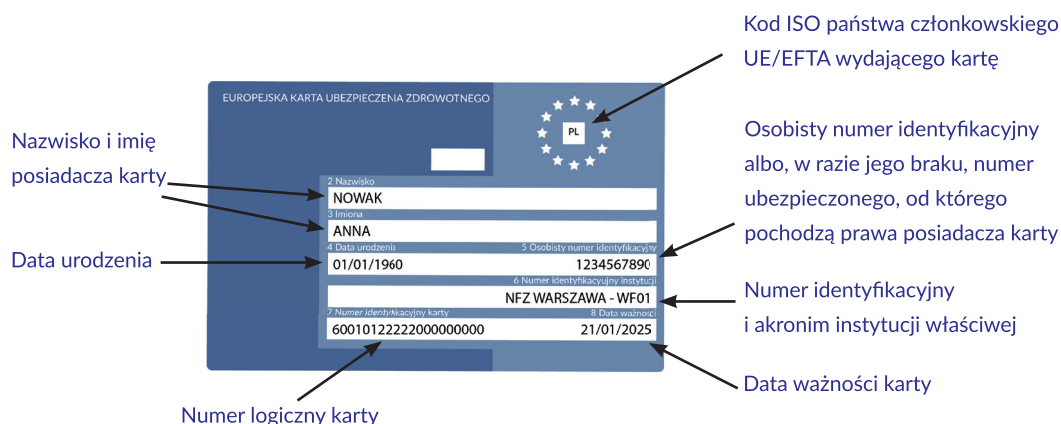 Kod ISO państwa członkowskiego
UE/EFTA wydającego kartę
EUROPEJSKA KARTA UBEZPIECZENIA ZDROWOTNEGO
PL
Nazwisko i imię
posiadacza karty
Osobisty numer identyfikacyjny
albo, w razie jego braku, numer
ubezpieczonego, od którego
pochodzą prawa posiadacza karty
2 Nazwisko
NOWAK
3 Imiona
ANNA
4 Data urodzenia 5 Osobisty numer identyfikacyjny
Data urodzenia
01/01/1960 1234567890
6 Numer identyfikacyujny instytucji
NFZ WARSZAWA - WF01
Numer identyfikacyjny
i akronim instytucji właściwej
7 Numer identyfikacyjny karty 8 Data ważności
60010122222000000000 21/01/2025
Data ważności karty
Numer logiczny karty